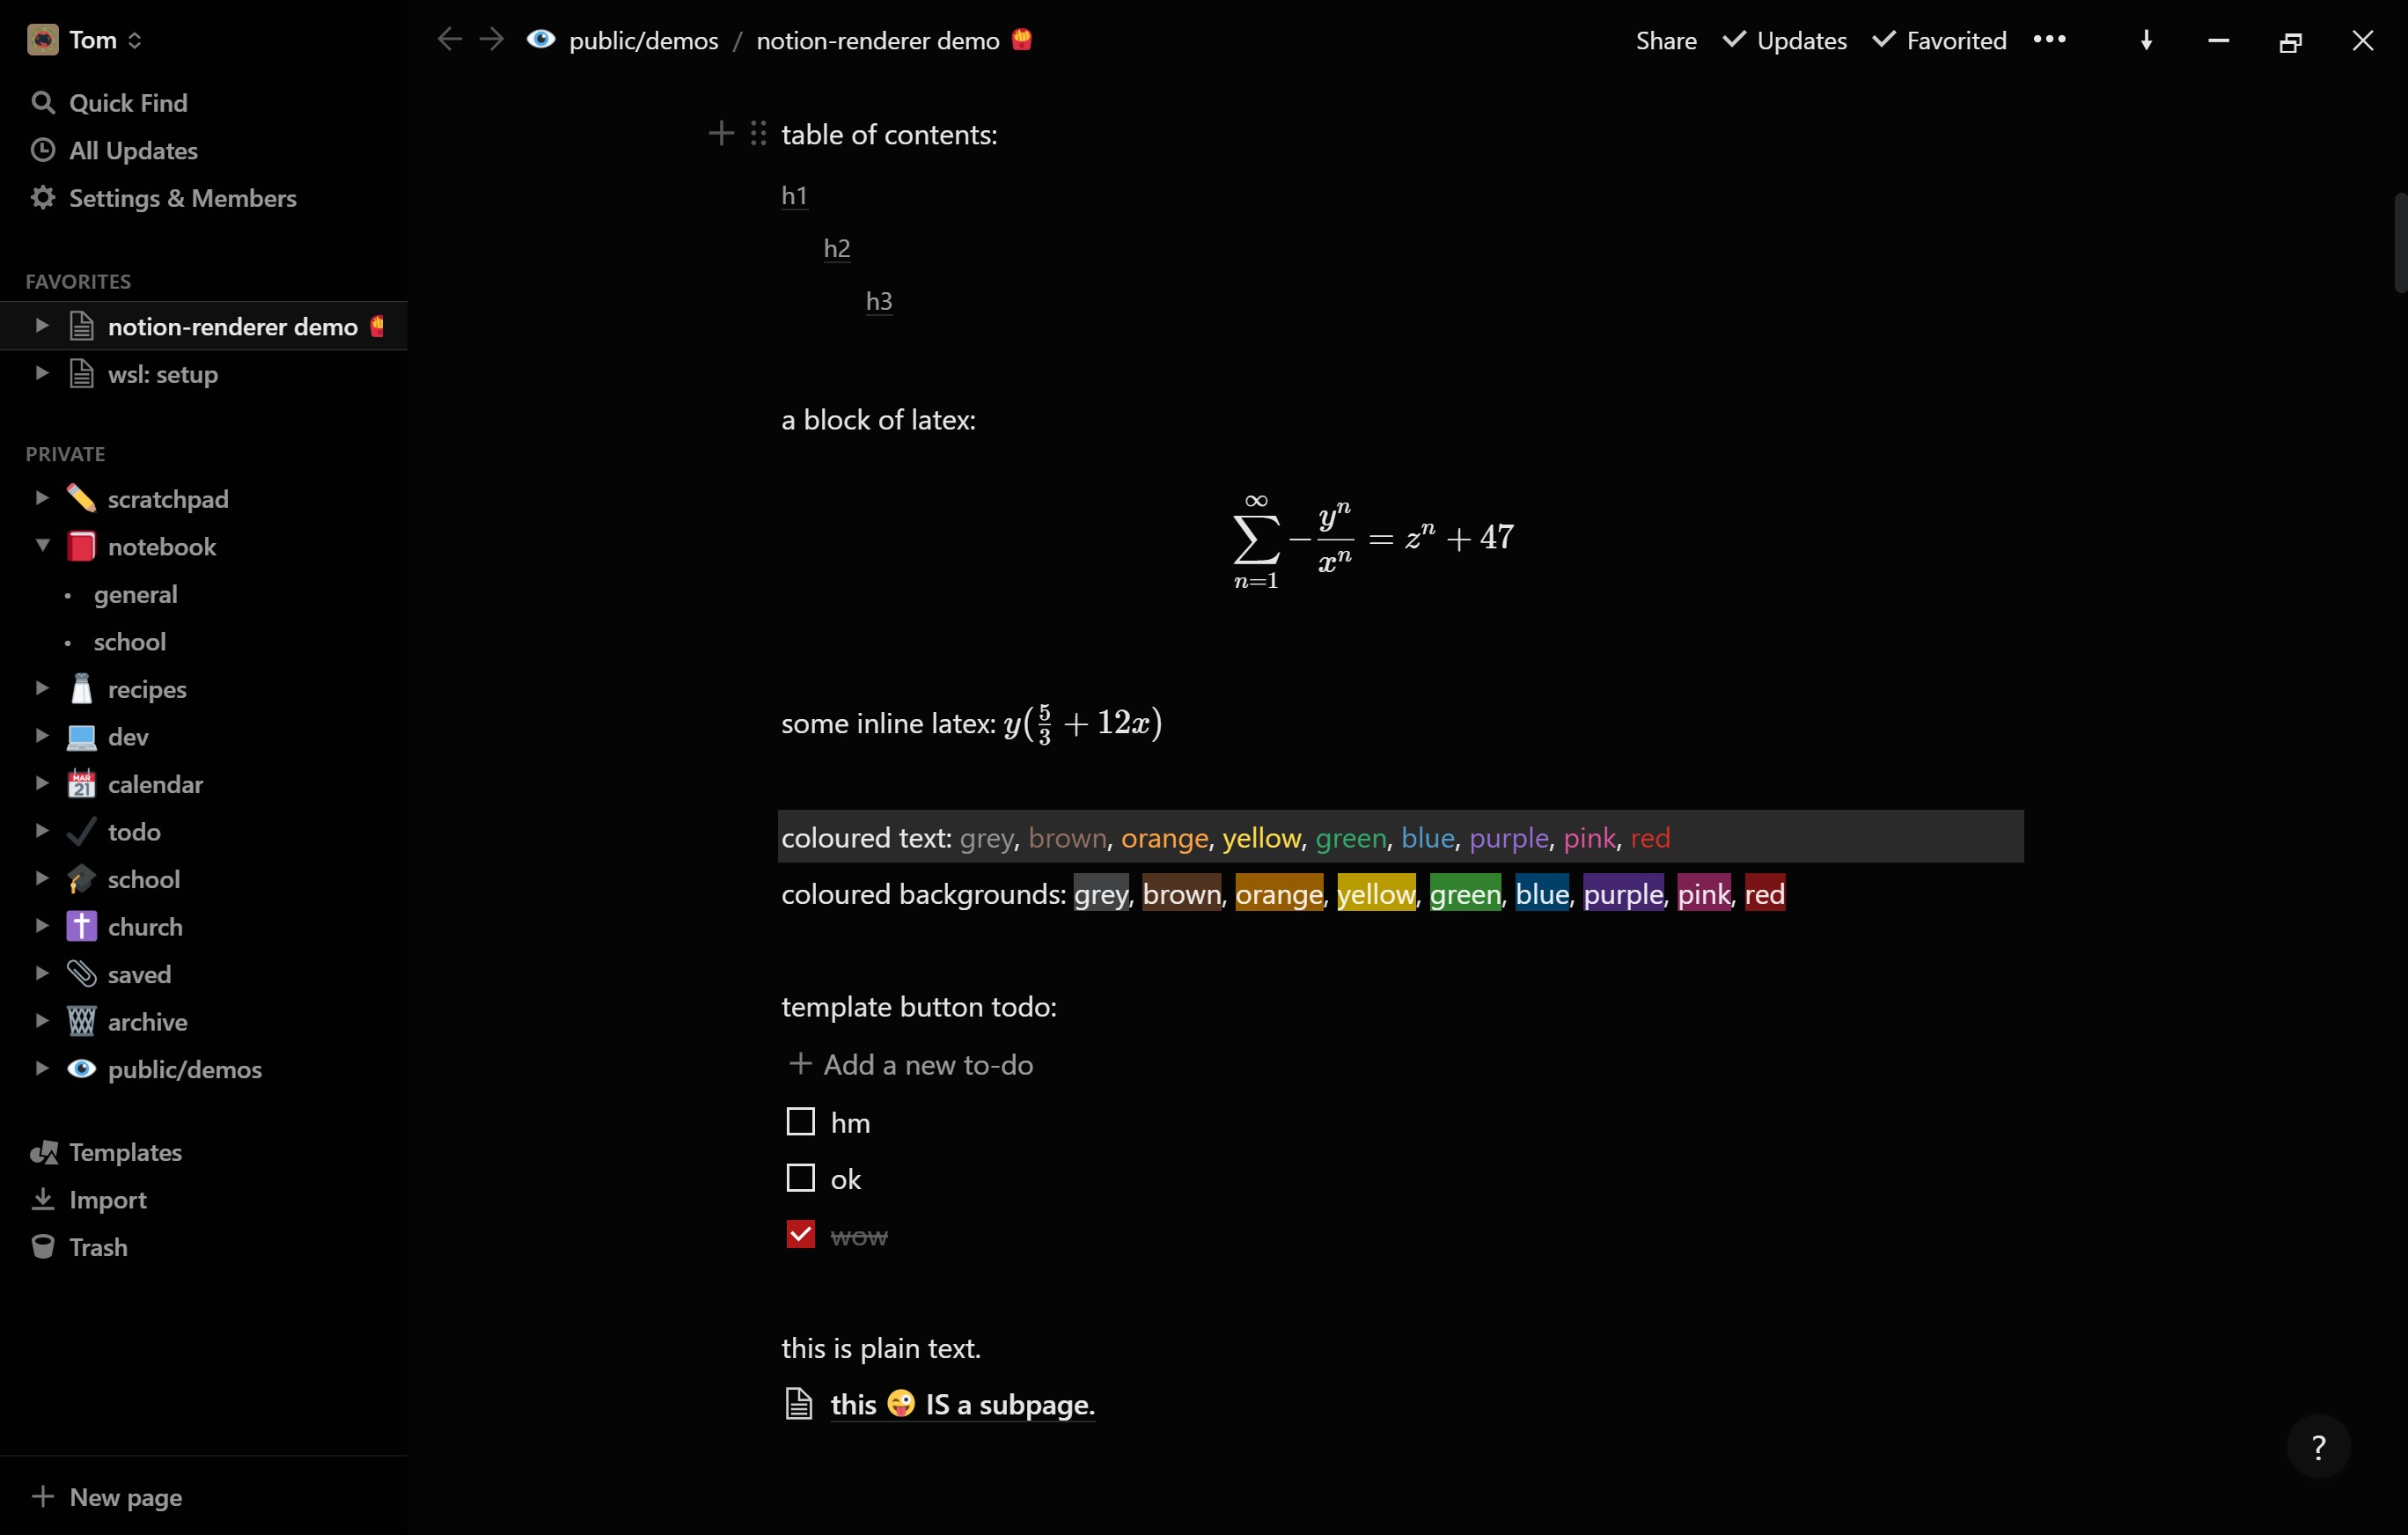 Tom
Quick Find
All Updates
Settings & Members
FAVORITES
notion-renderer demo
wsl: setup
PRIVATE
scratchpad
notebook
general
school
recipes
dev
MAR 21 calendar
todo
school
church
saved
archive
public/demos
Templates
Import
Trash
New page
public/demos / notion-renderer demo
Share Updates Favorited
table of contents:
h1
h2
h3
a block of latex:
∑_{n=1}^{∞} −yⁿ/xⁿ = zⁿ + 47
some inline latex: y(5/3 + 12x)
coloured text: grey, brown, orange, yellow, green, blue, purple, pink, red
coloured backgrounds: grey, brown, orange, yellow, green, blue, purple, pink, red
template button todo:
+ Add a new to-do
hm
ok
wow
this is plain text.
this 😜 IS a subpage.
?